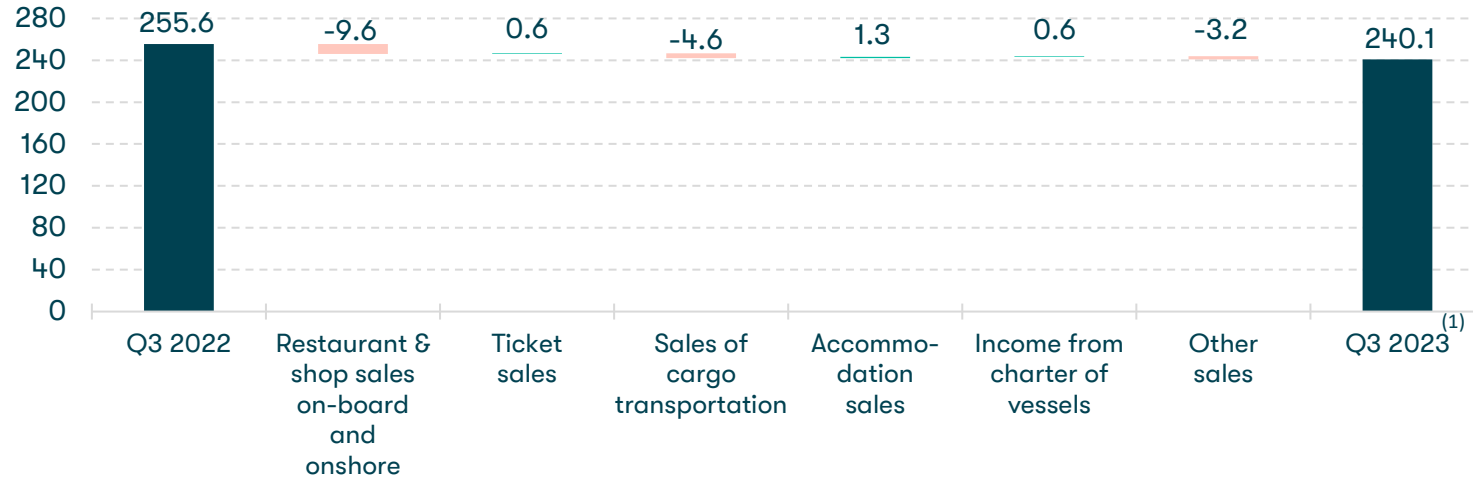 280
240
200
160
120
80
40
0
255.6
-9.6
0.6
-4.6
1.3
0.6
-3.2
240.1
Q3 2022
Restaurant &
shop sales
on-board
and
onshore
Ticket
sales
Sales of
cargo
transportation
Accommo-
dation
sales
Income from
charter of
vessels
Other
sales
Q3 2023(1)